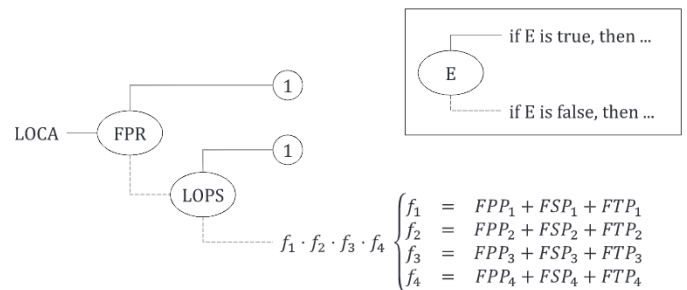 if E is true, then ...
E
if E is false, then ...
1
LOCA FPR
1
LOPS
f₁ · f₂ · f₃ · f₄
f₁ = FPP₁ + FSP₁ + FTP₁
f₂ = FPP₂ + FSP₂ + FTP₂
f₃ = FPP₃ + FSP₃ + FTP₃
f₄ = FPP₄ + FSP₄ + FTP₄